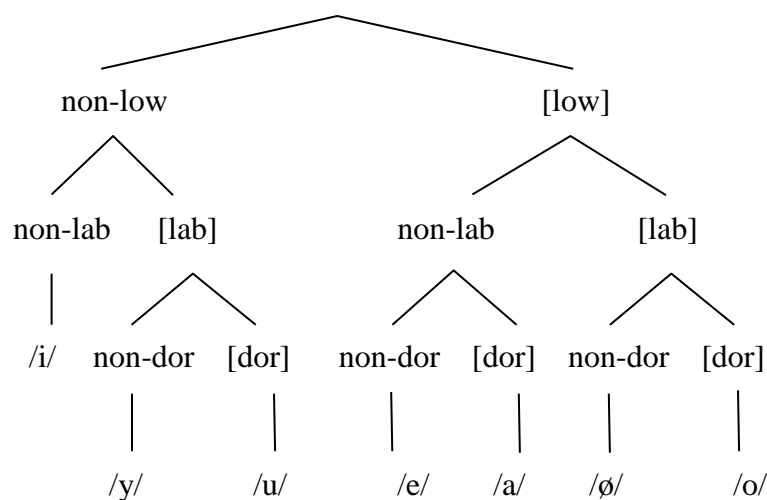 non-low [low]
non-lab [lab] non-lab [lab]
/i/ non-dor [dor] non-dor [dor] non-dor [dor]
/y/ /u/ /e/ /a/ /ø/ /o/